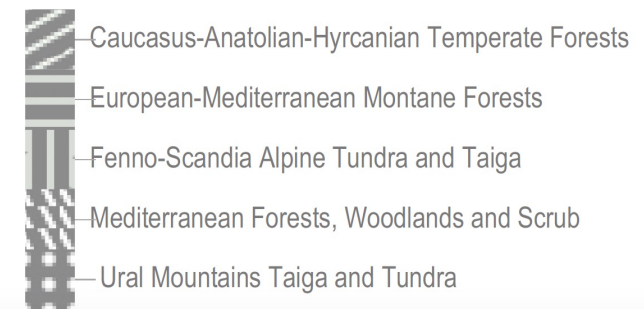 Caucasus-Anatolian-Hyrcanian Temperate Forests
European-Mediterranean Montane Forests
Fenno-Scandia Alpine Tundra and Taiga
Mediterranean Forests, Woodlands and Scrub
Ural Mountains Taiga and Tundra